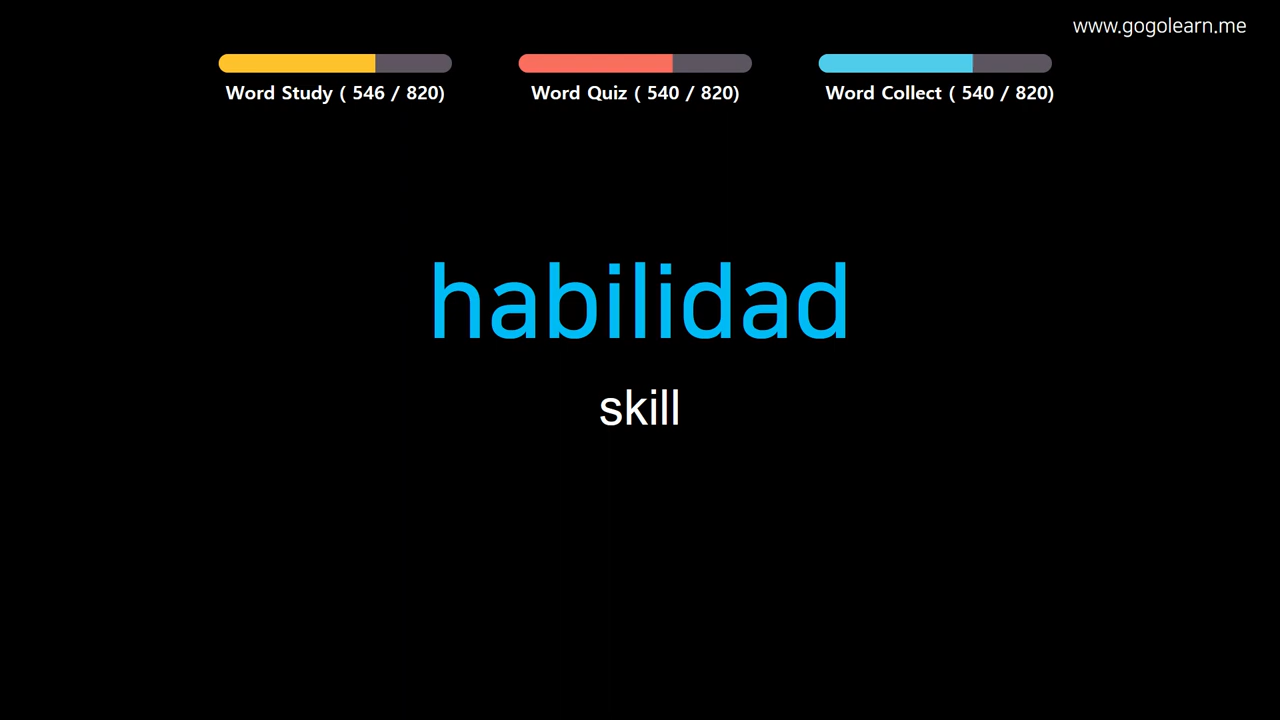 www.gogolearn.me
Word Study ( 546 / 820)
Word Quiz ( 540 / 820)
Word Collect ( 540 / 820)
habilidad
skill